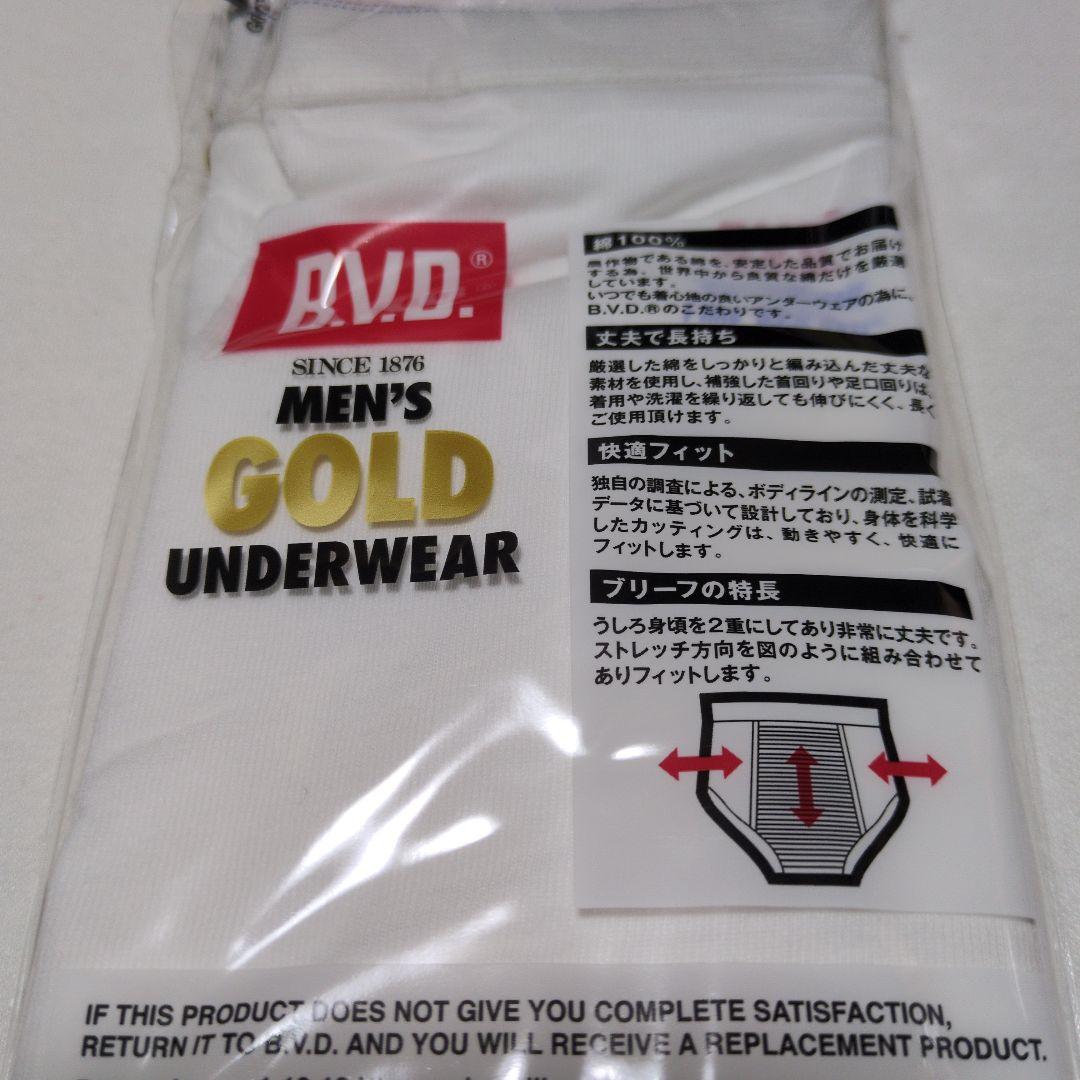 B.V.D.®
SINCE 1876
MEN'S
GOLD
UNDERWEAR
綿100%
農作物である綿を、安定した品質でお届け
する為、世界中から良質な綿だけを厳選
しています。
いつでも着心地の良いアンダーウェアの為に。
B.V.D.®のこだわりです。
丈夫で長持ち
厳選した綿をしっかりと編み込んだ丈夫な
素材を使用し、補強した首回りや足口回りは、
着用や洗濯を繰り返しても伸びにくく、長く
ご使用頂けます。
快適フィット
独自の調査による、ボディラインの測定、試着
データに基づいて設計しており、身体を科学
したカッティングは、動きやすく、快適に
フィットします。
ブリーフの特長
うしろ身頃を2重にしてあり非常に丈夫です。
ストレッチ方向を図のように組み合わせて
ありフィットします。
IF THIS PRODUCT DOES NOT GIVE YOU COMPLETE SATISFACTION,
RETURN IT TO B.V.D. AND YOU WILL RECEIVE A REPLACEMENT PRODUCT.